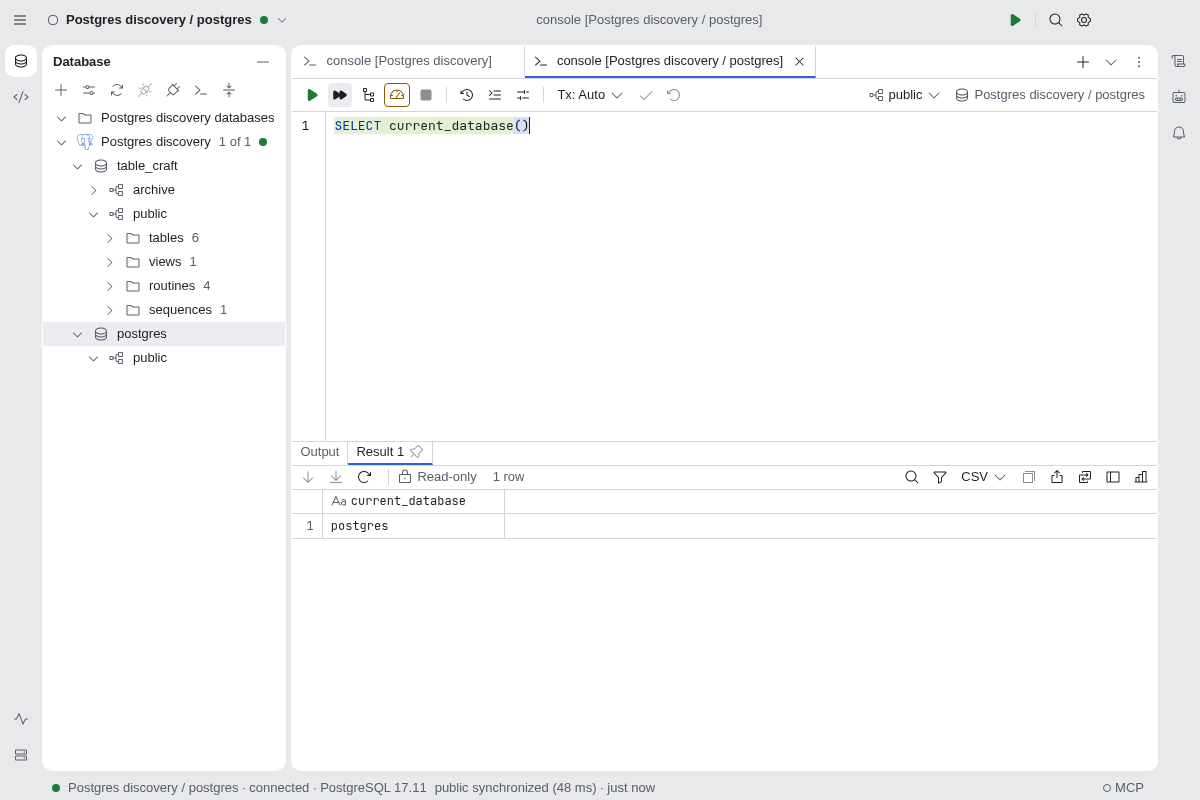 Postgres discovery / postgres
console [Postgres discovery / postgres]
Database
console [Postgres discovery]
console [Postgres discovery / postgres]
Tx: Auto
public
Postgres discovery / postgres
Postgres discovery databases
Postgres discovery 1 of 1
table_craft
archive
public
tables 6
views 1
routines 4
sequences 1
postgres
public
1 SELECT current_database()
Output
Result 1
Read-only 1 row
CSV
Aa current_database
1 postgres
Postgres discovery / postgres · connected · PostgreSQL 17.11 public synchronized (48 ms) · just now
MCP